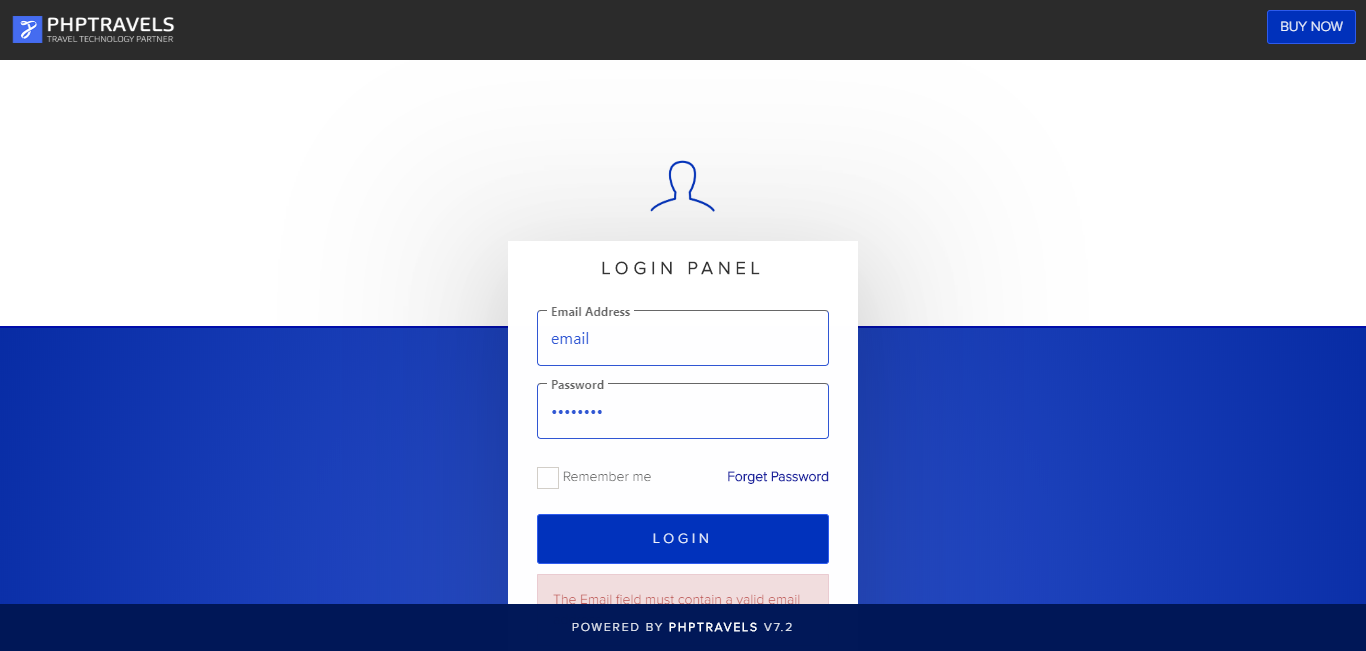 PHPTRAVELS
TRAVEL TECHNOLOGY PARTNER
BUY NOW
LOGIN PANEL
Email Address
email
Password
••••••••
Remember me
Forget Password
LOGIN
The Email field must contain a valid email
POWERED BY PHPTRAVELS V7.2